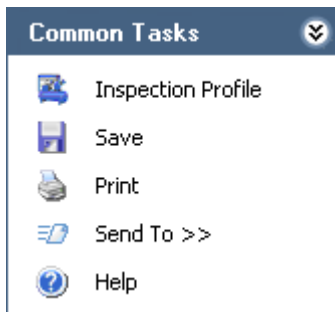 Common Tasks
Inspection Profile
Save
Print
Send To >>
Help